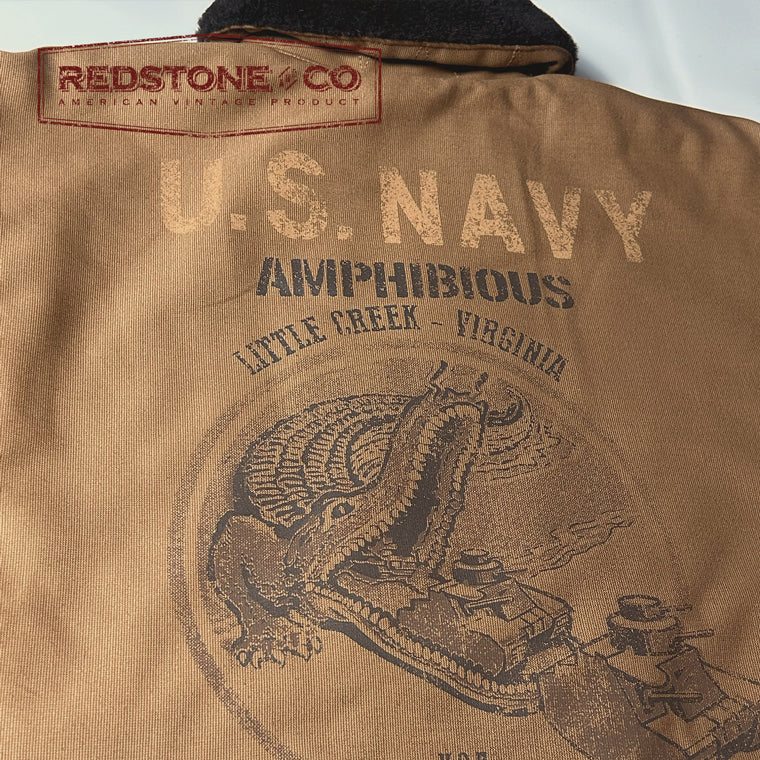 REDSTONE & CO
AMERICAN VINTAGE PRODUCT
U.S. NAVY
AMPHIBIOUS
LITTLE CREEK - VIRGINIA